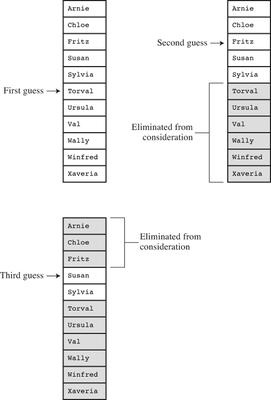 Arnie
Chloe
Fritz
Susan
Sylvia
First guess
Torval
Ursula
Val
Wally
Winfred
Xaveria
Arnie
Chloe
Second guess
Fritz
Susan
Sylvia
Torval
Ursula
Eliminated from
consideration
Val
Wally
Winfred
Xaveria
Arnie
Chloe
Fritz
Eliminated from
consideration
Third guess
Susan
Sylvia
Torval
Ursula
Val
Wally
Winfred
Xaveria